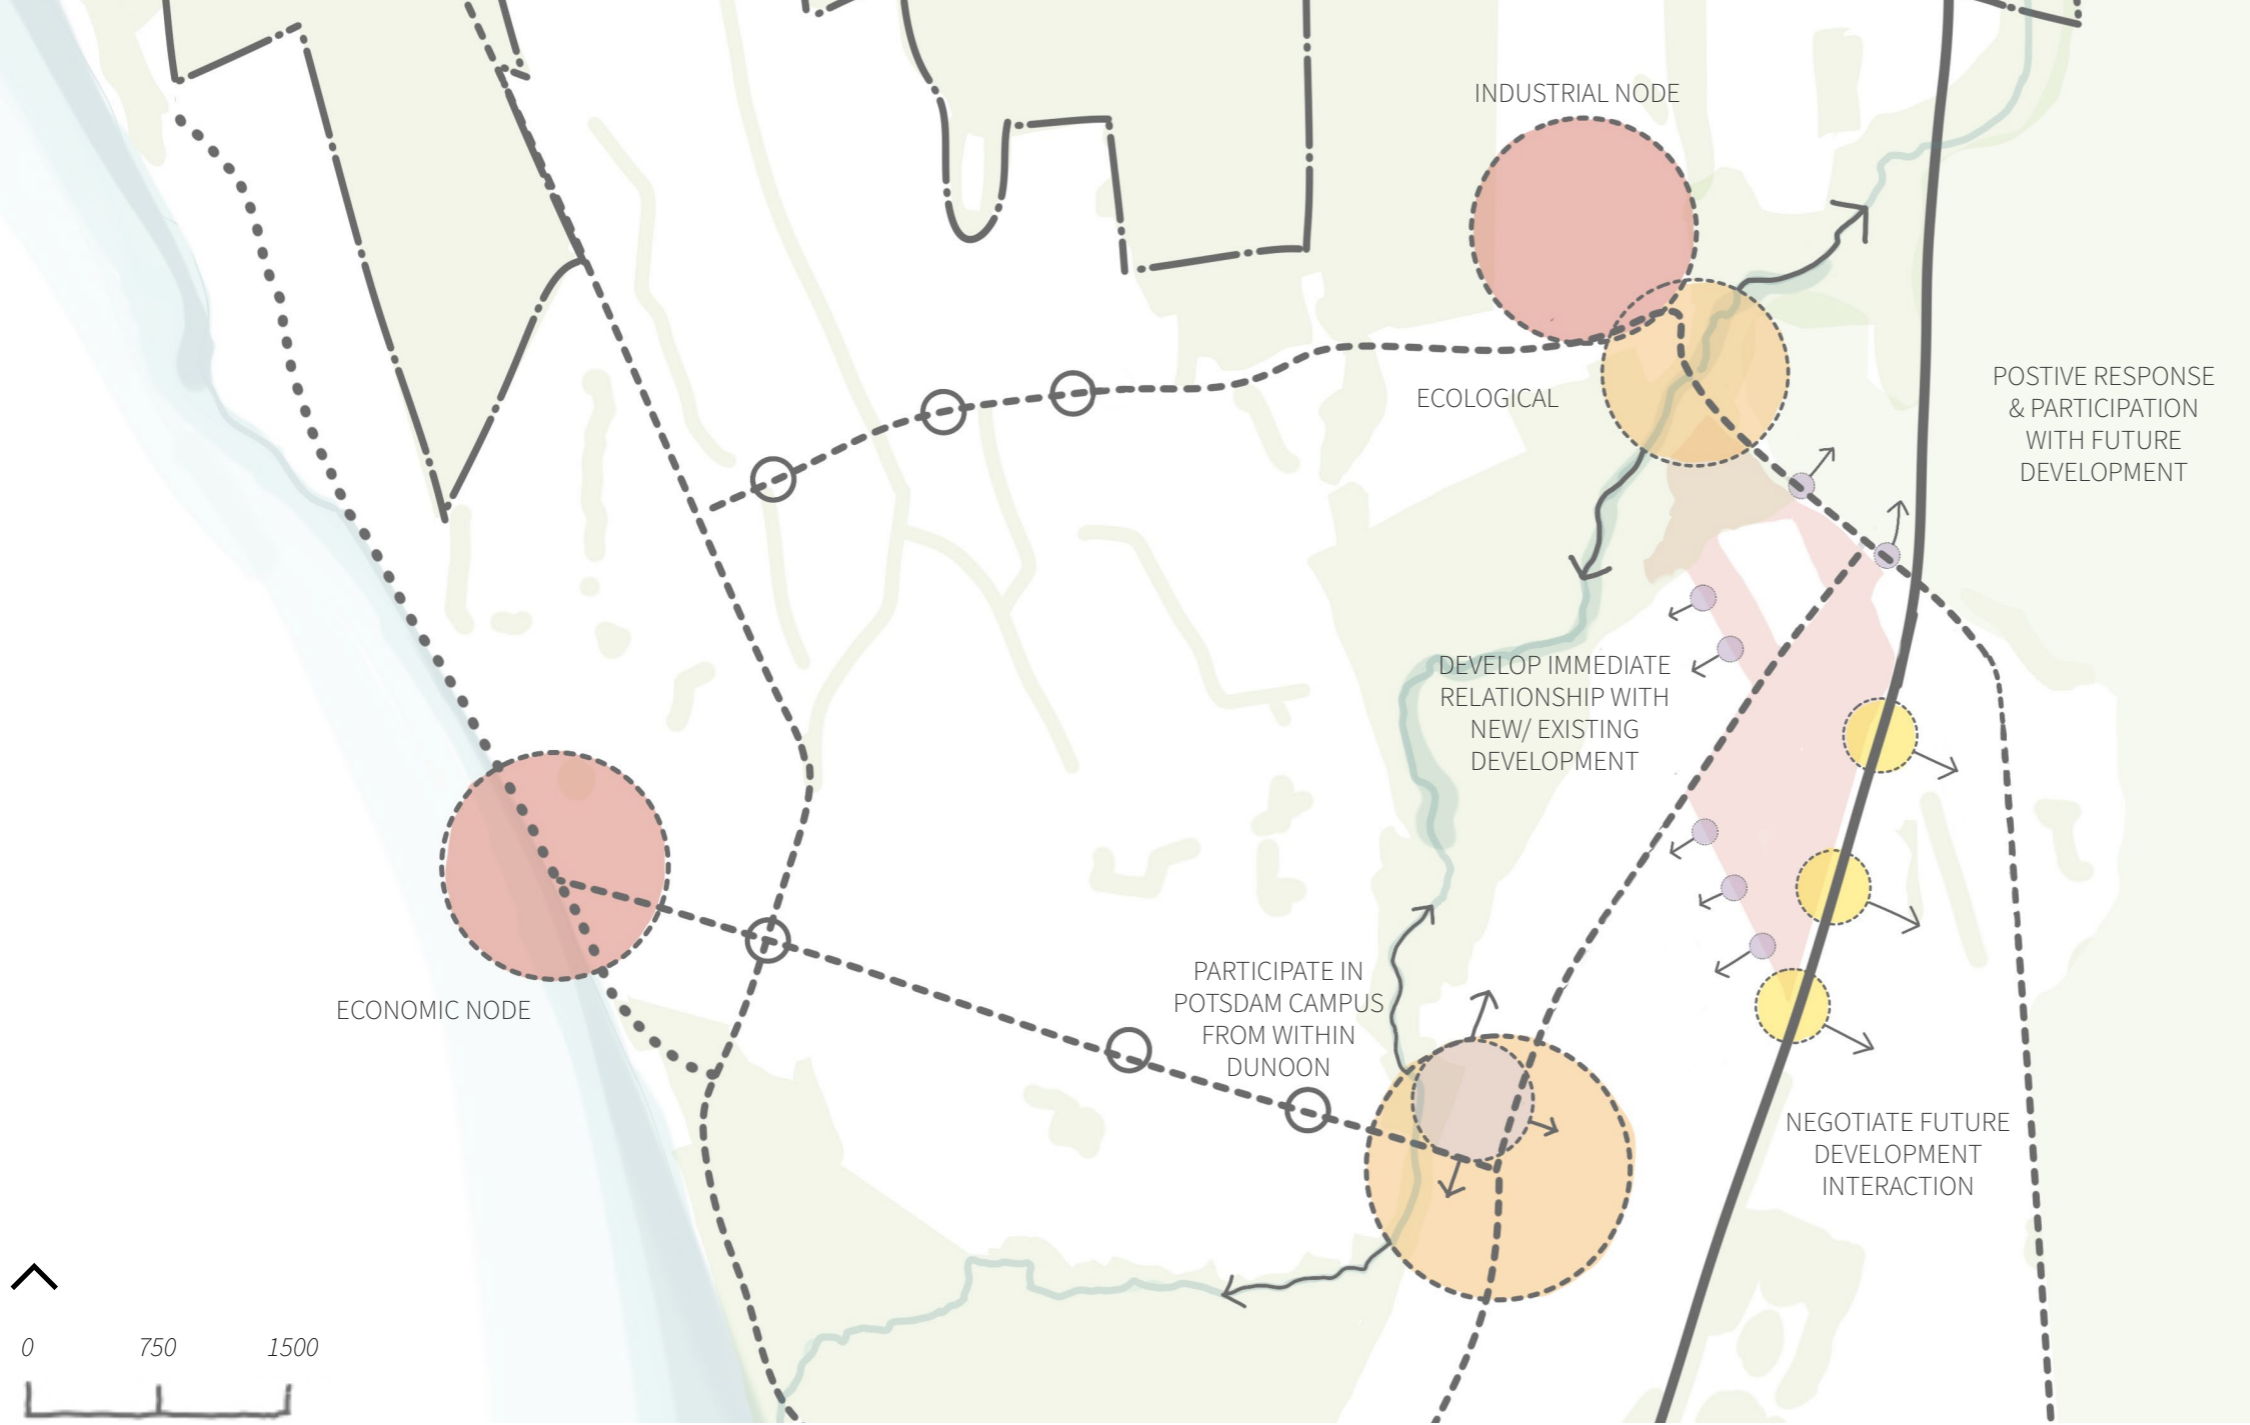 INDUSTRIAL NODE
POSTIVE RESPONSE
& PARTICIPATION
WITH FUTURE
DEVELOPMENT
ECOLOGICAL
DEVELOP IMMEDIATE
RELATIONSHIP WITH
NEW/ EXISTING
DEVELOPMENT
PARTICIPATE IN
POTSDAM CAMPUS
FROM WITHIN
DUNOON
ECONOMIC NODE
NEGOTIATE FUTURE
DEVELOPMENT
INTERACTION
0 750 1500